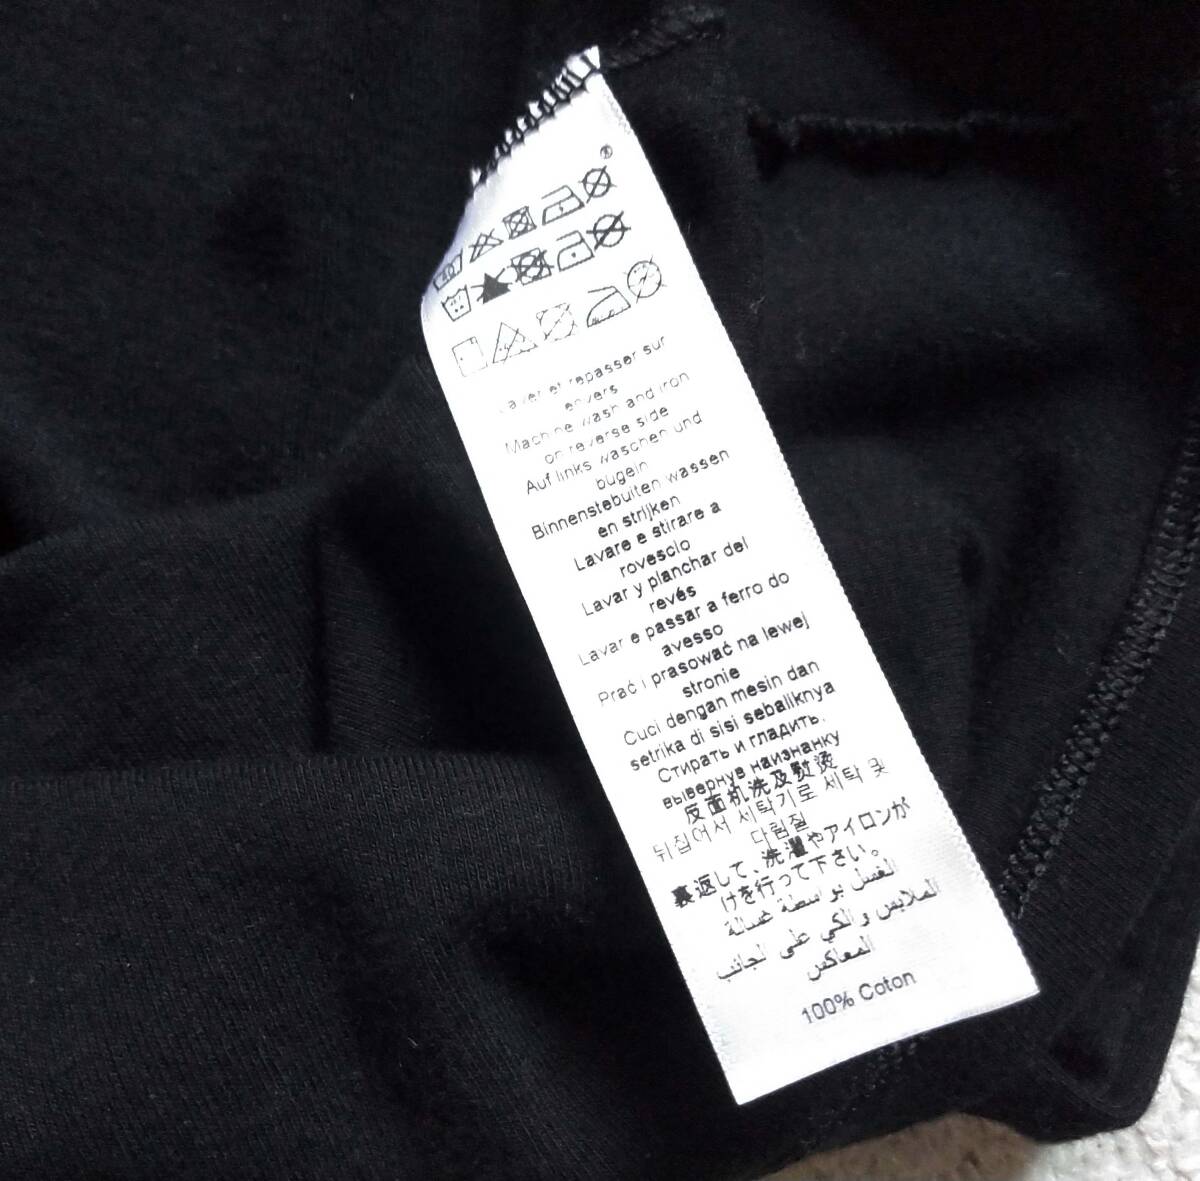 Laver et repasser sur
envers
Machine wash and iron
on reverse side
Auf links waschen und
bügeln
Binnenstebuiten wassen
en strijken
Lavare e stirare a
rovescio
Lavar y planchar del
revés
Lavar e passar a ferro do
avesso
Prać i prasować na lewej
stronie
Cuci dengan mesin dan
setrika di sisi sebaliknya
Стирать и гладить,
вывернув наизнанку
反面机洗及熨烫
뒤집어서 세탁기로 세탁 및
다림질
裏返して、洗濯やアイロンが
けを行って下さい。
الغسل بواسطة غسالة
الملابس والكي على الجانب
المعاكس
100% Coton